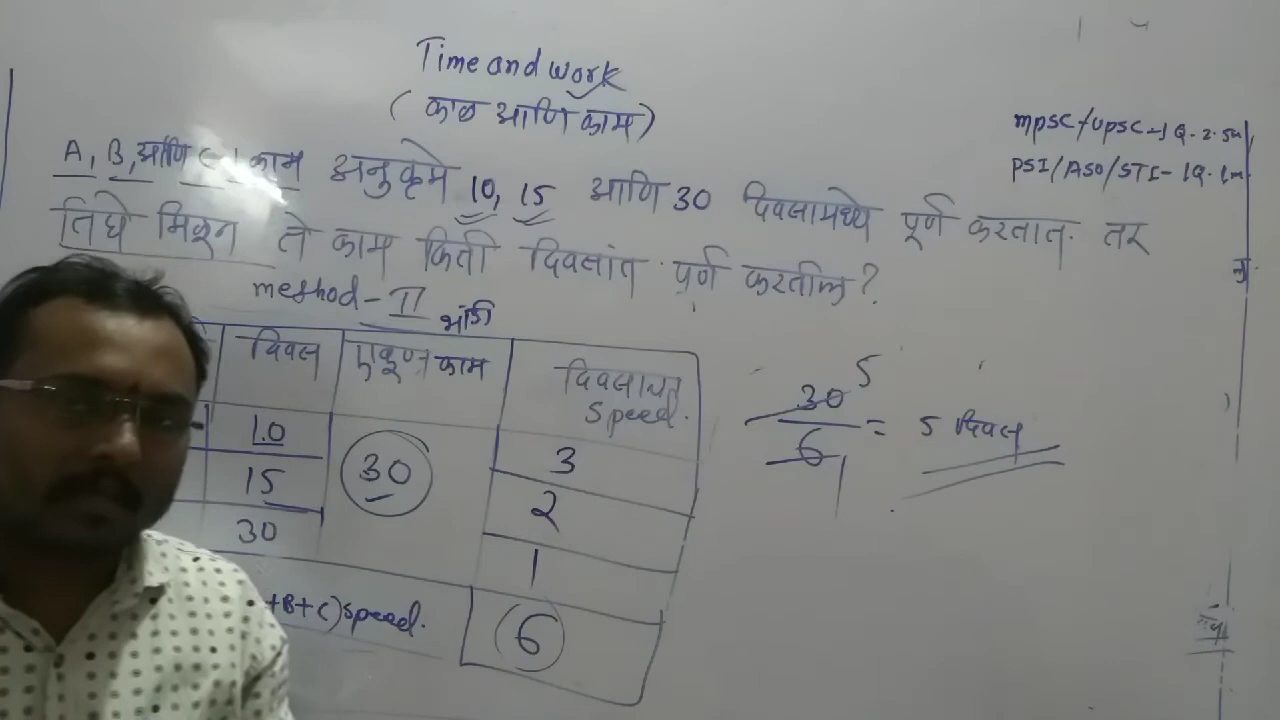 Time and work
(काळ आणि काम)
mpsc/upsc-1Q-2.5m
PSI/ASO/STI-1Q.1m
A, B, आणि C काम अनुक्रमे 10, 15 आणि 30 दिवसामध्ये पूर्ण करतात. तर
तिघे मिळून ते काम किती दिवसांत पूर्ण करतील?
method-II
दिवस एकूण काम
Speed.
10 30 3
15 2
30 1
+B+C) speed. 6
30 5
6 1
= 5 दिवस